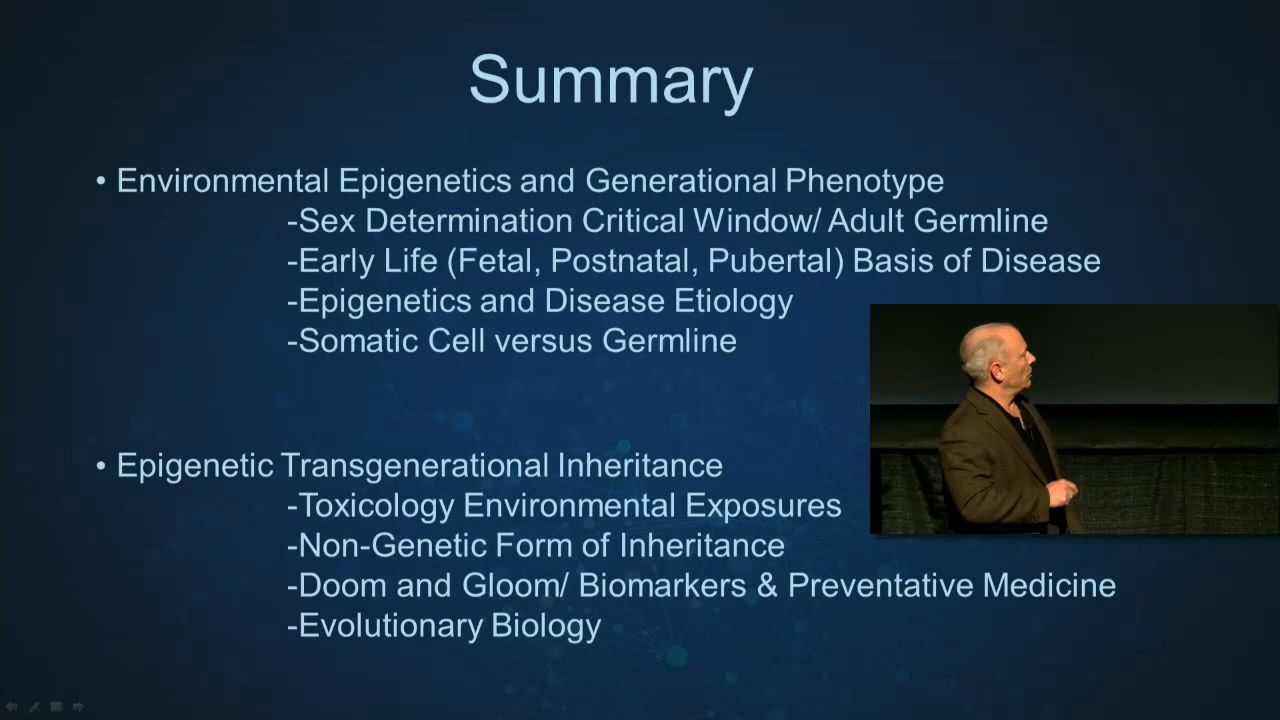 Summary
• Environmental Epigenetics and Generational Phenotype
-Sex Determination Critical Window/ Adult Germline
-Early Life (Fetal, Postnatal, Pubertal) Basis of Disease
-Epigenetics and Disease Etiology
-Somatic Cell versus Germline
• Epigenetic Transgenerational Inheritance
-Toxicology Environmental Exposures
-Non-Genetic Form of Inheritance
-Doom and Gloom/ Biomarkers & Preventative Medicine
-Evolutionary Biology